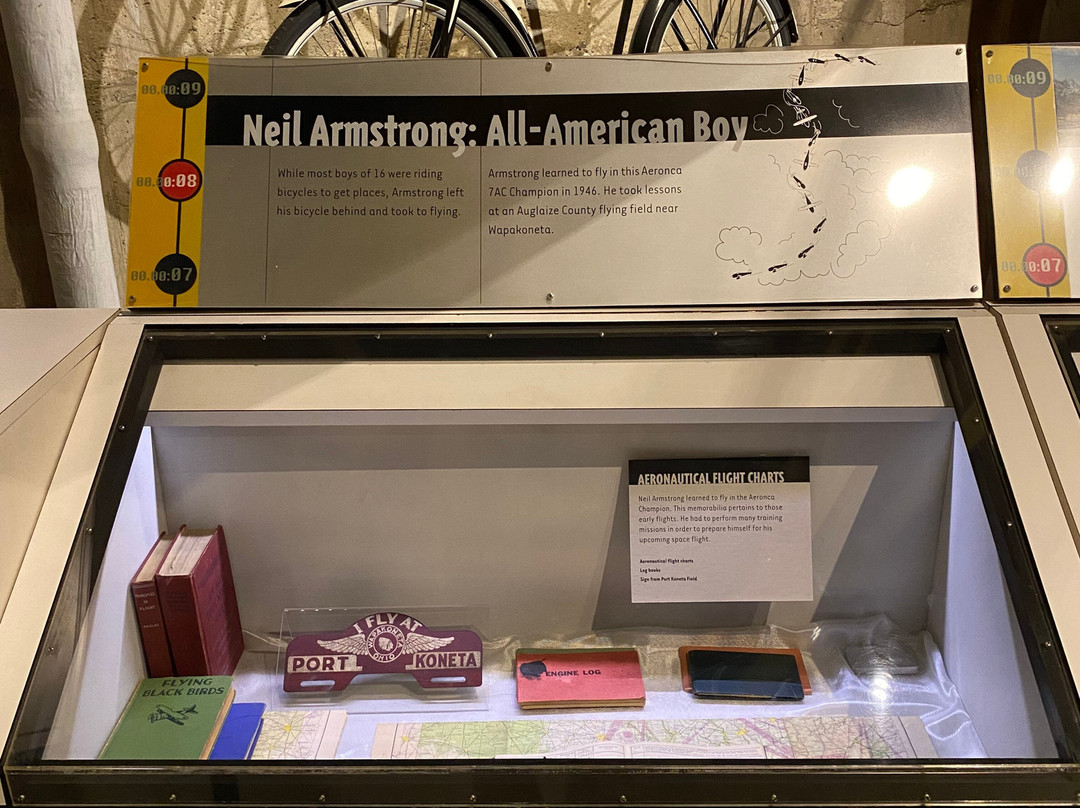 00.00:09
00.00:08
00.00:07
Neil Armstrong: All-American Boy
While most boys of 16 were riding
bicycles to get places, Armstrong left
his bicycle behind and took to flying.
Armstrong learned to fly in this Aeronca
7AC Champion in 1946. He took lessons
at an Auglaize County flying field near
Wapakoneta.
00.00:09
00.00:07
AERONAUTICAL FLIGHT CHARTS
Neil Armstrong learned to fly in the Aeronca
Champion. This memorabilia pertains to those
early flights. He had to perform many training
missions in order to prepare himself for his
upcoming space flight.
Aeronautical flight charts
Log books
Sign from Port Koneta Field
I FLY AT
WAPAKONETA
OHIO
PORT KONETA
ENGINE LOG
FLYING
BLACK BIRDS